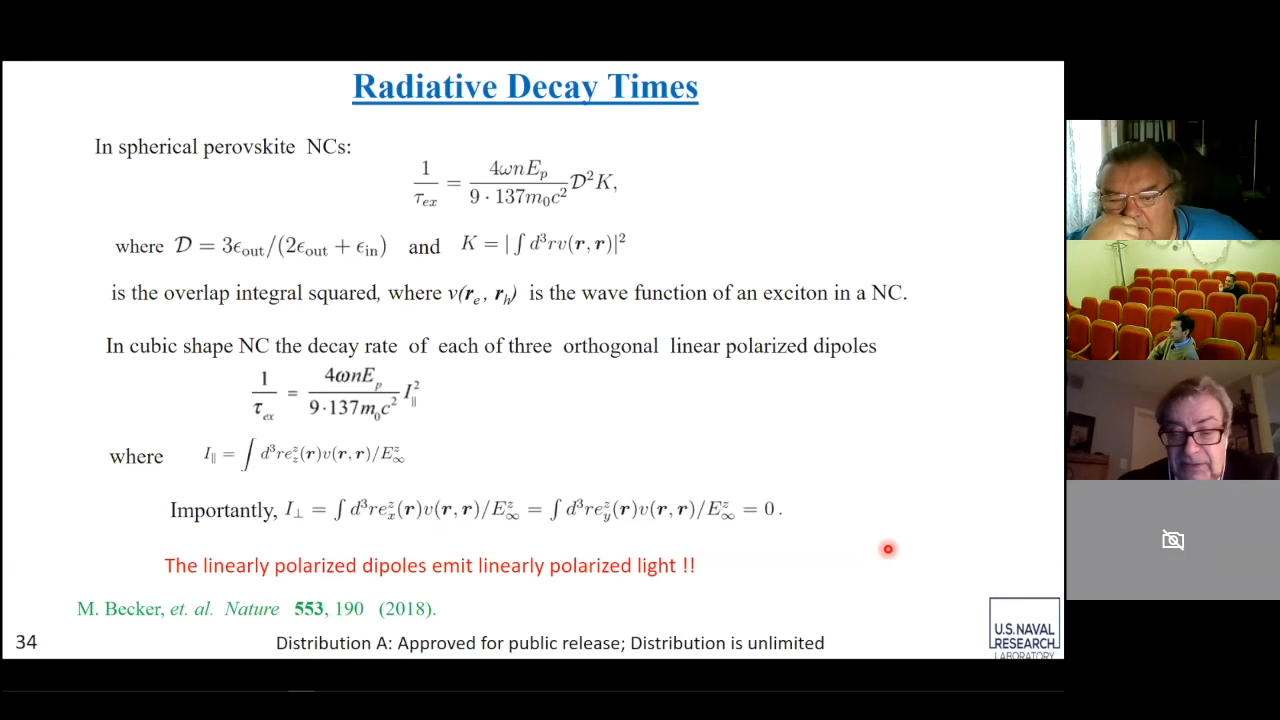 Radiative Decay Times
In spherical perovskite NCs:
1/τ_ex = 4ωnE_p/(9 · 137m_0c^2) 𝒟^2K,
where 𝒟 = 3ϵ_out/(2ϵ_out + ϵ_in) and K = | ∫ d^3rv(r, r)|^2
is the overlap integral squared, where v(r_e, r_h) is the wave function of an exciton in a NC.
In cubic shape NC the decay rate of each of three orthogonal linear polarized dipoles
1/τ_ex = 4ωnE_p/(9·137m_0c^2) I_∥^2
where I_∥ = ∫ d^3re_z^z(r)v(r, r)/E_∞^z
Importantly, I_⊥ = ∫ d^3re_x^z(r)v(r, r)/E_∞^z = ∫ d^3re_y^z(r)v(r, r)/E_∞^z = 0 .
The linearly polarized dipoles emit linearly polarized light !!
M. Becker, et. al. Nature 553, 190 (2018).
34 Distribution A: Approved for public release; Distribution is unlimited
U.S. NAVAL
RESEARCH
LABORATORY